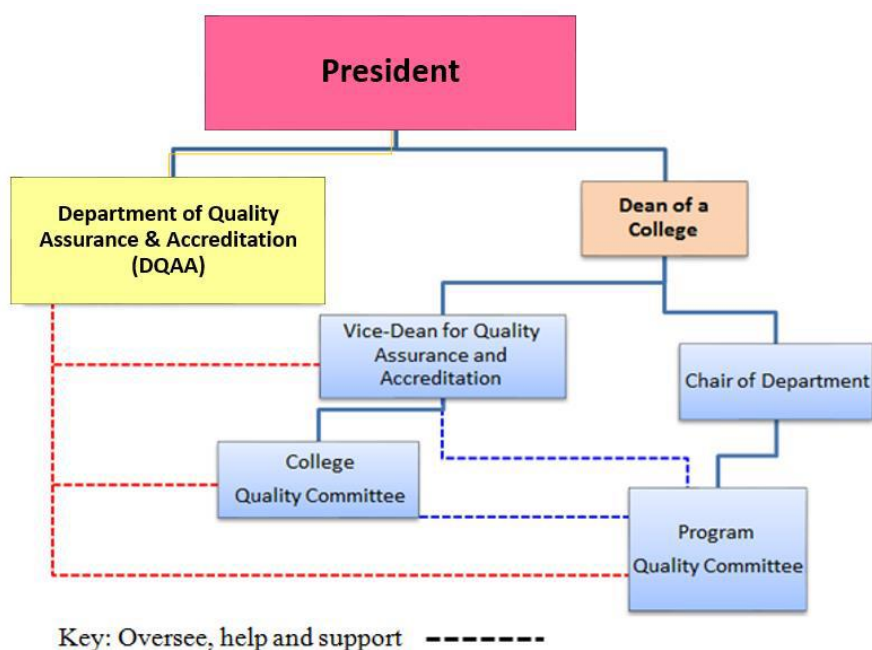 President
Department of Quality
Assurance & Accreditation
(DQAA)
Dean of a
College
Vice-Dean for Quality
Assurance and
Accreditation
Chair of Department
College
Quality Committee
Program
Quality Committee
Key: Oversee, help and support